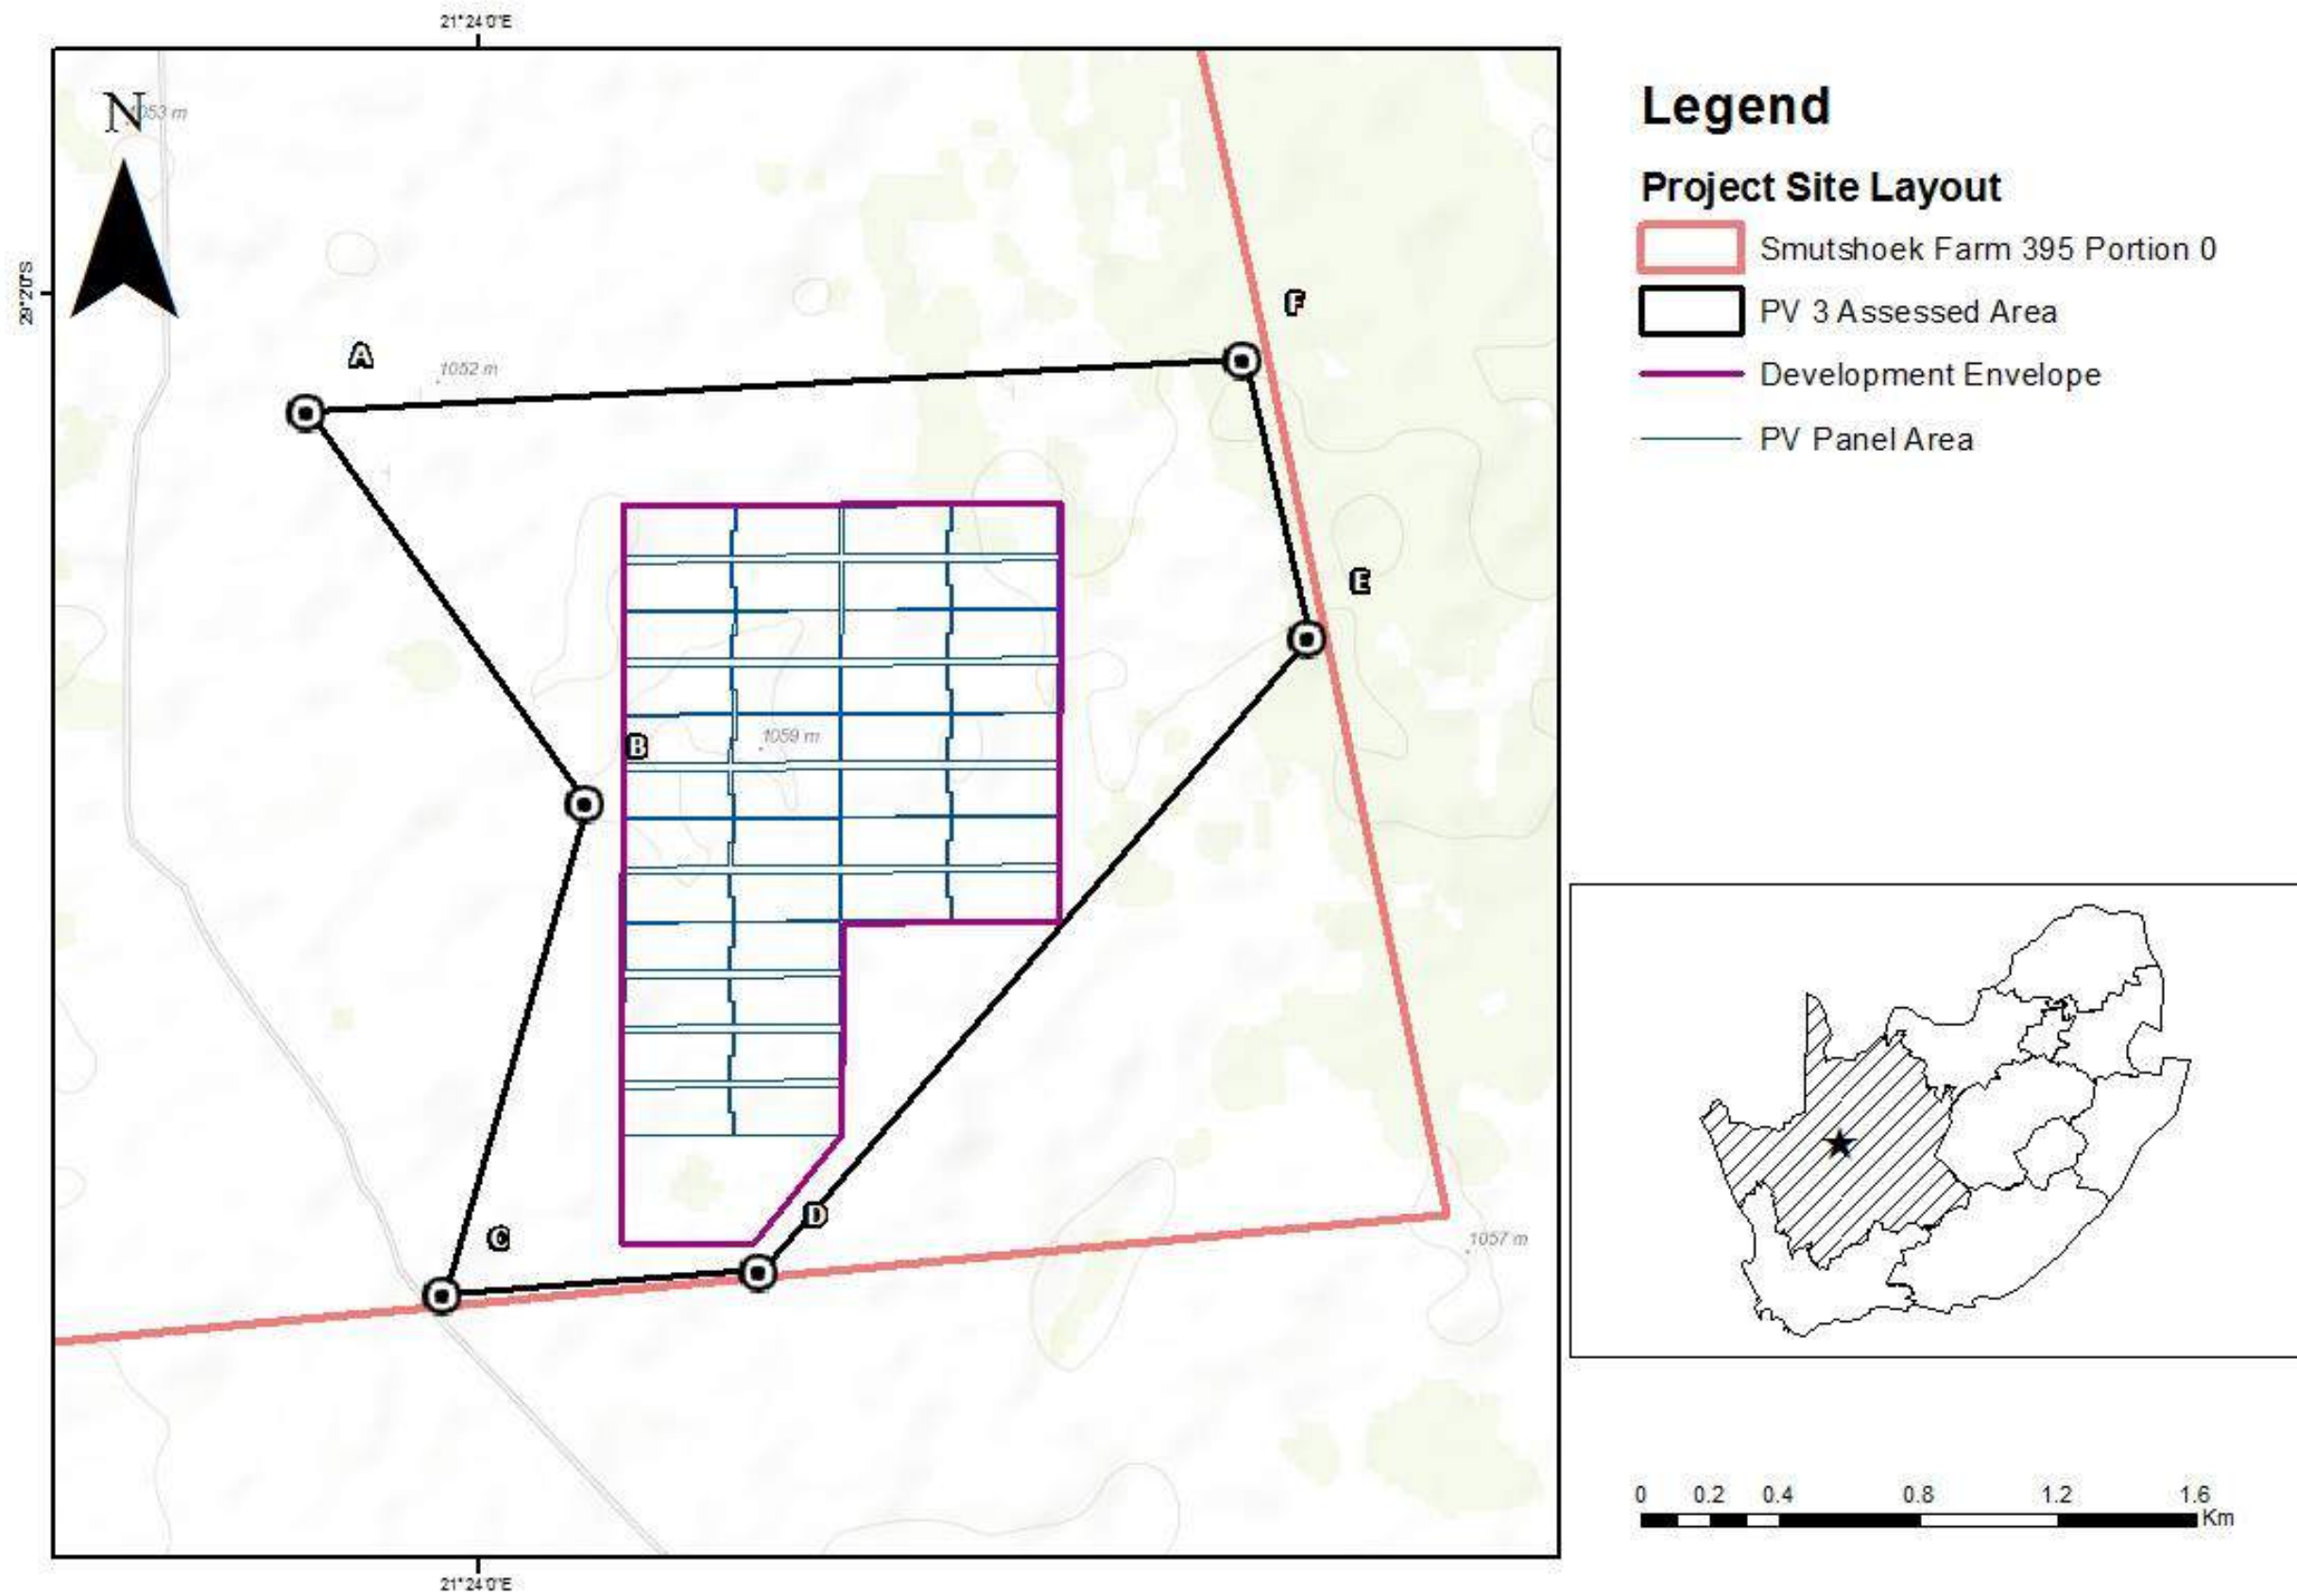 21°24'0"E
Legend
N
1053 m
Project Site Layout
Smutshoek Farm 395 Portion 0
29°20'S
F
PV 3 Assessed Area
A
1052 m
Development Envelope
PV Panel Area
E
B
1059 m
D
C
1057 m
0 0.2 0.4 0.8 1.2 1.6
Km
21°24'0"E